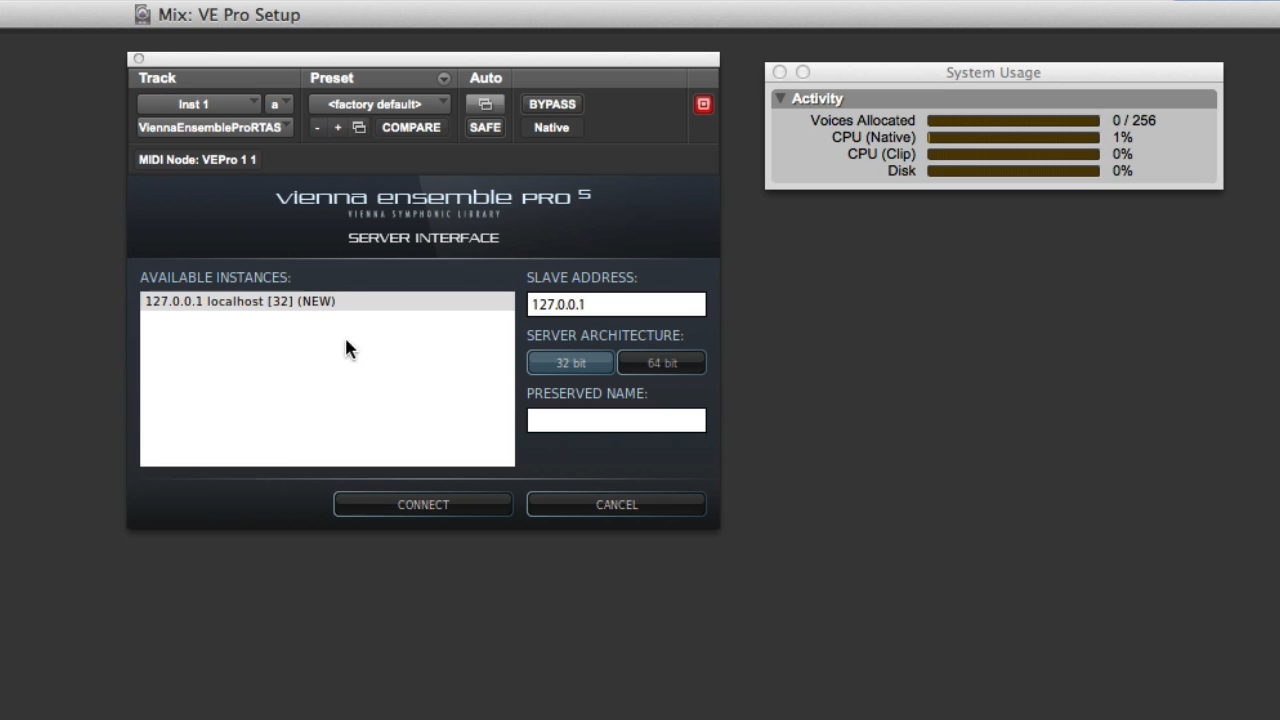 Mix: VE Pro Setup
Track
Preset
Auto
Inst 1
a
<factory default>
BYPASS
ViennaEnsembleProRTAS
- +
COMPARE
SAFE
Native
MIDI Node: VEPro 1 1
vienna ensemble PRO 5
VIENNA SYMPHONIC LIBRARY
SERVER INTERFACE
AVAILABLE INSTANCES:
127.0.0.1 localhost [32] (NEW)
SLAVE ADDRESS:
127.0.0.1
SERVER ARCHITECTURE:
32 bit
64 bit
PRESERVED NAME:
CONNECT
CANCEL
System Usage
Activity
Voices Allocated 0 / 256
CPU (Native) 1%
CPU (Clip) 0%
Disk 0%